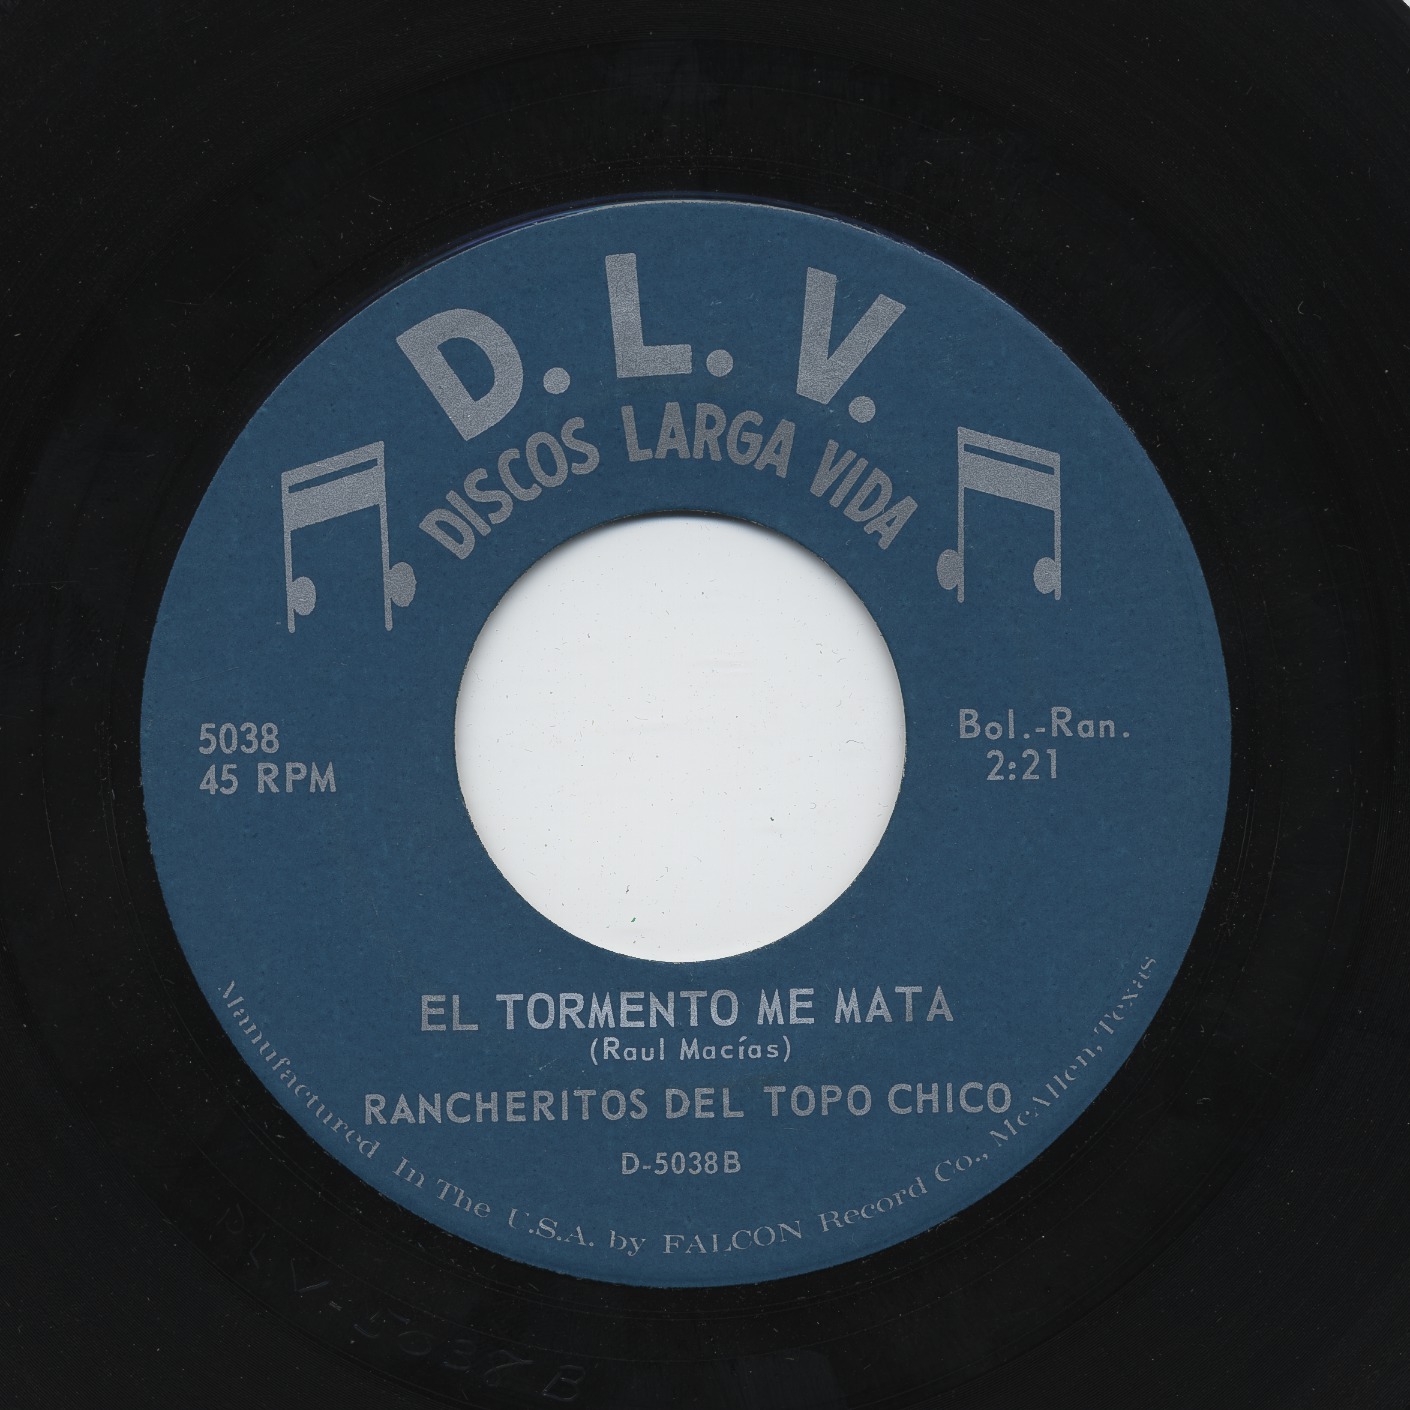 D. L. V.
DISCOS LARGA VIDA
5038
45 RPM
Bol.-Ran.
2:21
EL TORMENTO ME MATA
(Raul Macías)
RANCHERITOS DEL TOPO CHICO
D-5038B
Manufactured In The U.S.A. by FALCON Record Co., McAllen, Texas